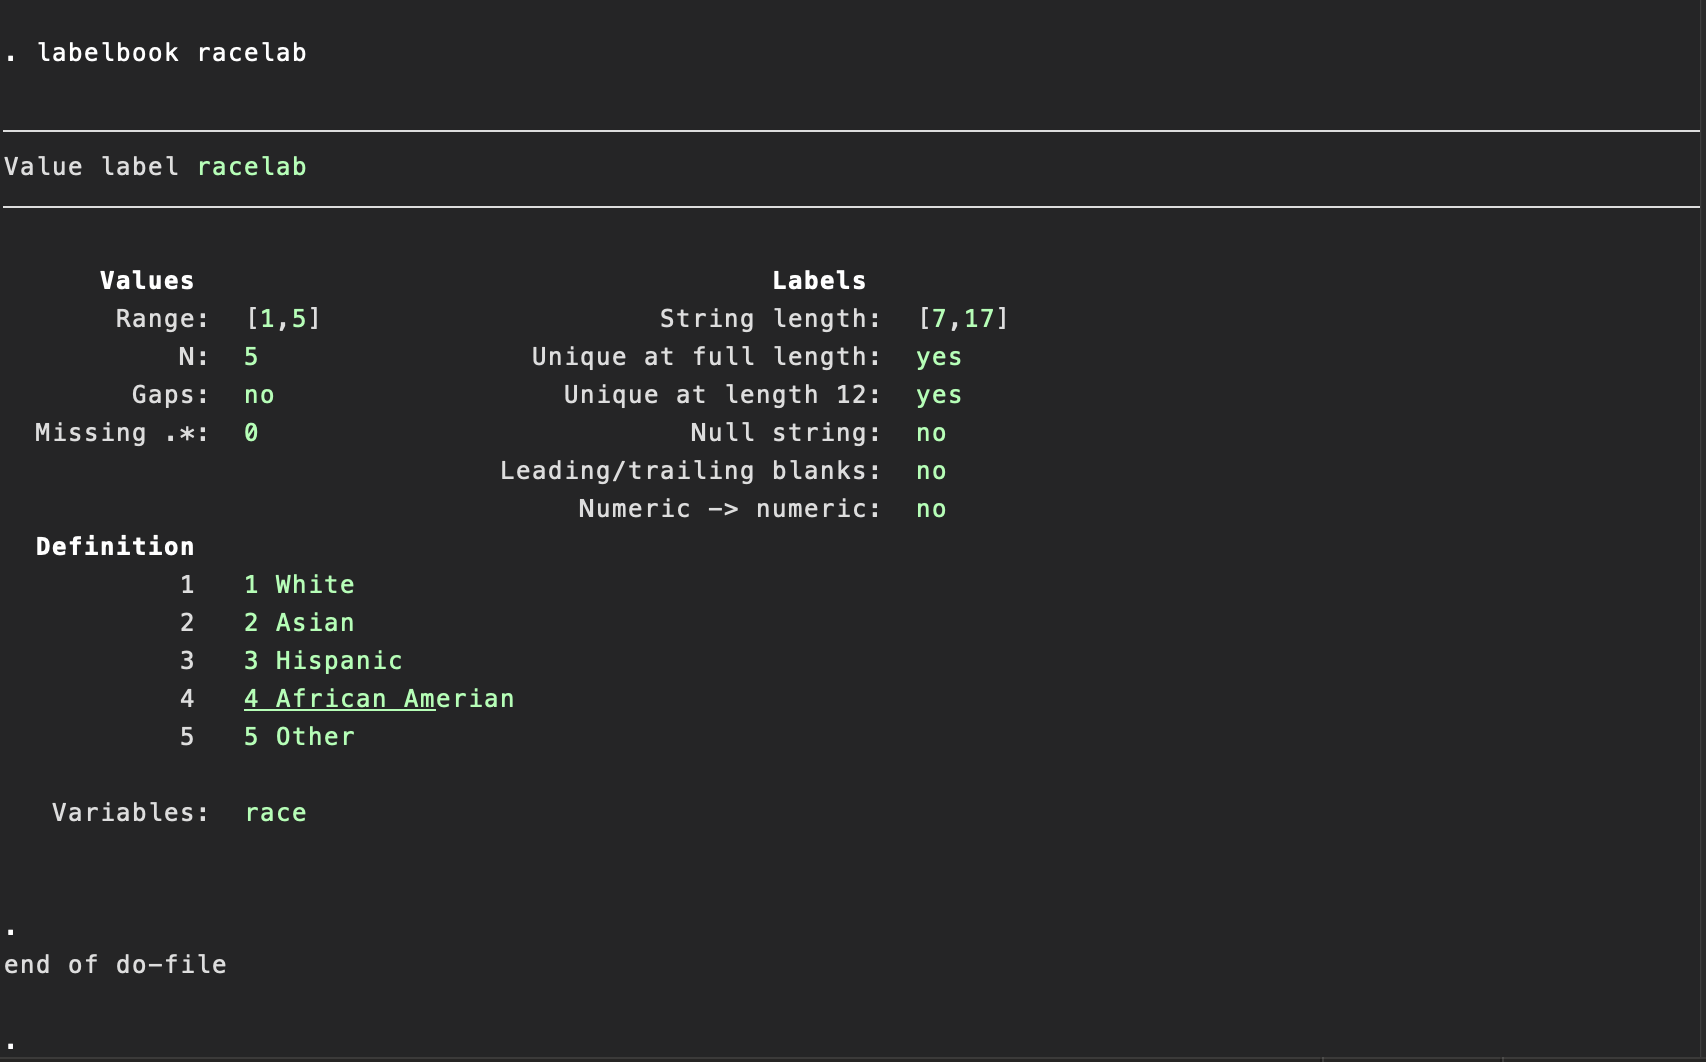 . labelbook racelab
Value label racelab
Values Labels
Range: [1,5] String length: [7,17]
N: 5 Unique at full length: yes
Gaps: no Unique at length 12: yes
Missing .*: 0 Null string: no
Leading/trailing blanks: no
Numeric -> numeric: no
Definition
1 1 White
2 2 Asian
3 3 Hispanic
4 4 African Amerian
5 5 Other
Variables: race
.
end of do-file
.